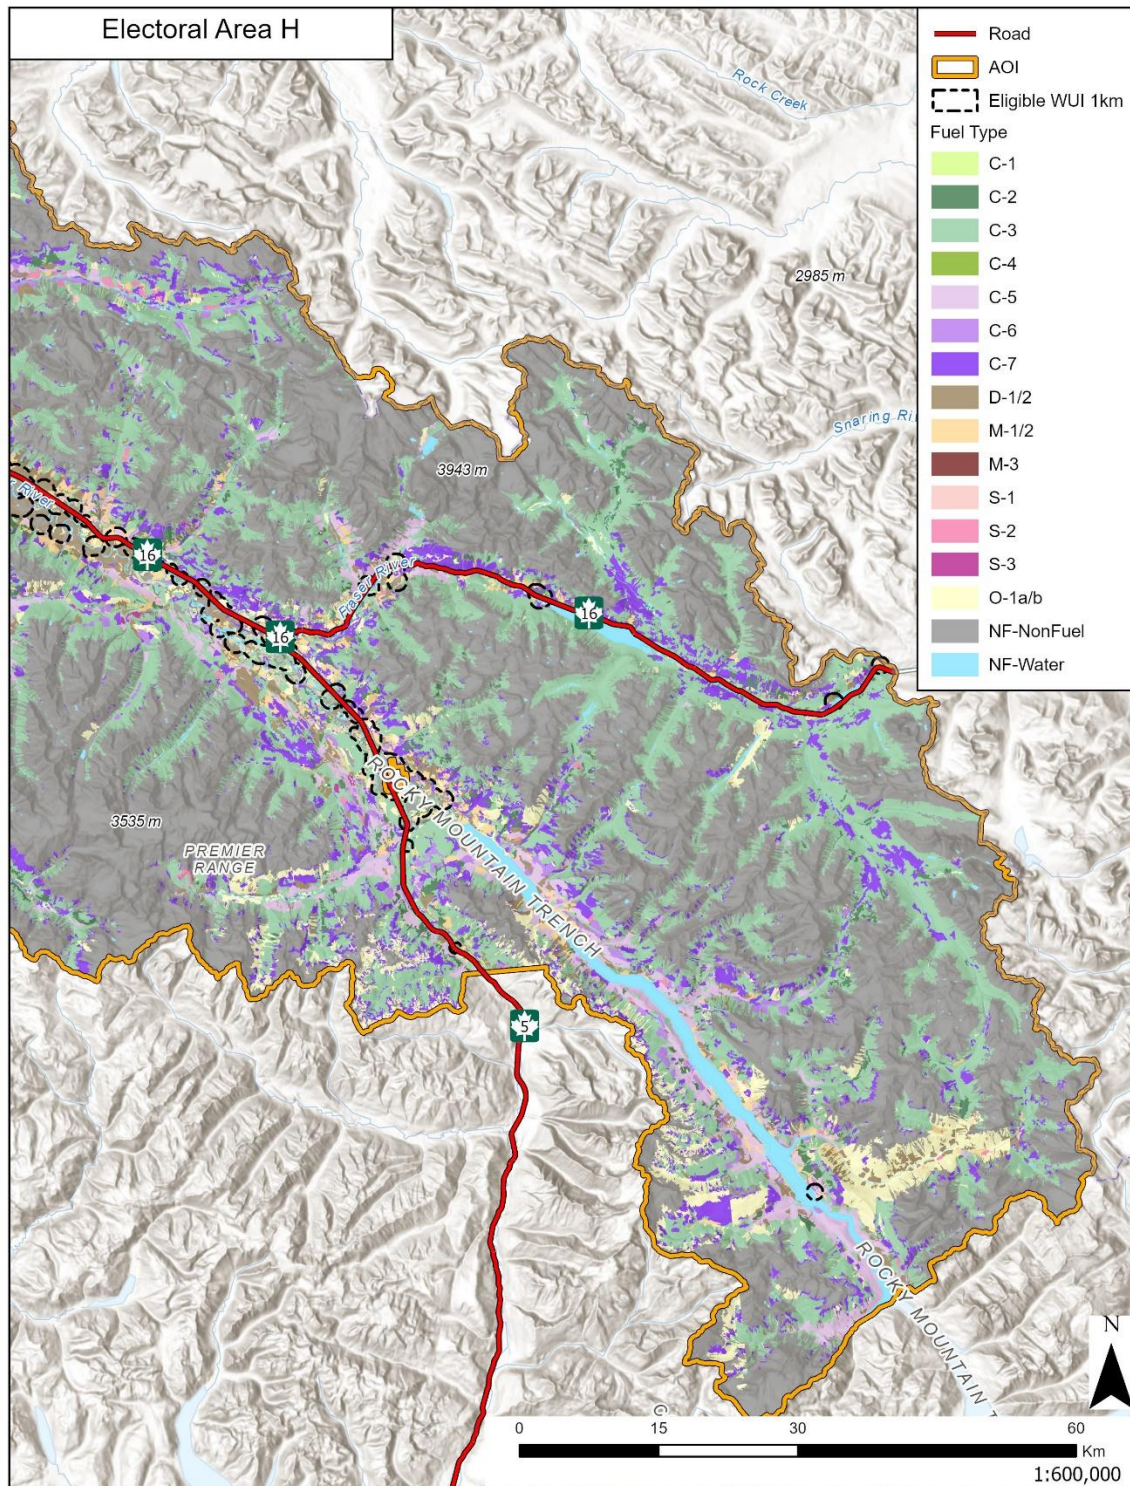 Electoral Area H
Road
AOI
Eligible WUI 1km
Fuel Type
C-1
C-2
C-3
C-4
C-5
C-6
C-7
D-1/2
M-1/2
M-3
S-1
S-2
S-3
O-1a/b
NF-NonFuel
NF-Water
Rock Creek
2985 m
Snaring Ri
3943 m
River
16
Fraser River
16
16
ROCKY MOUNTAIN TRENCH
3535 m
PREMIER
RANGE
5
ROCKY MOUNTAIN T
N
0 15 30 60
Km
1:600,000